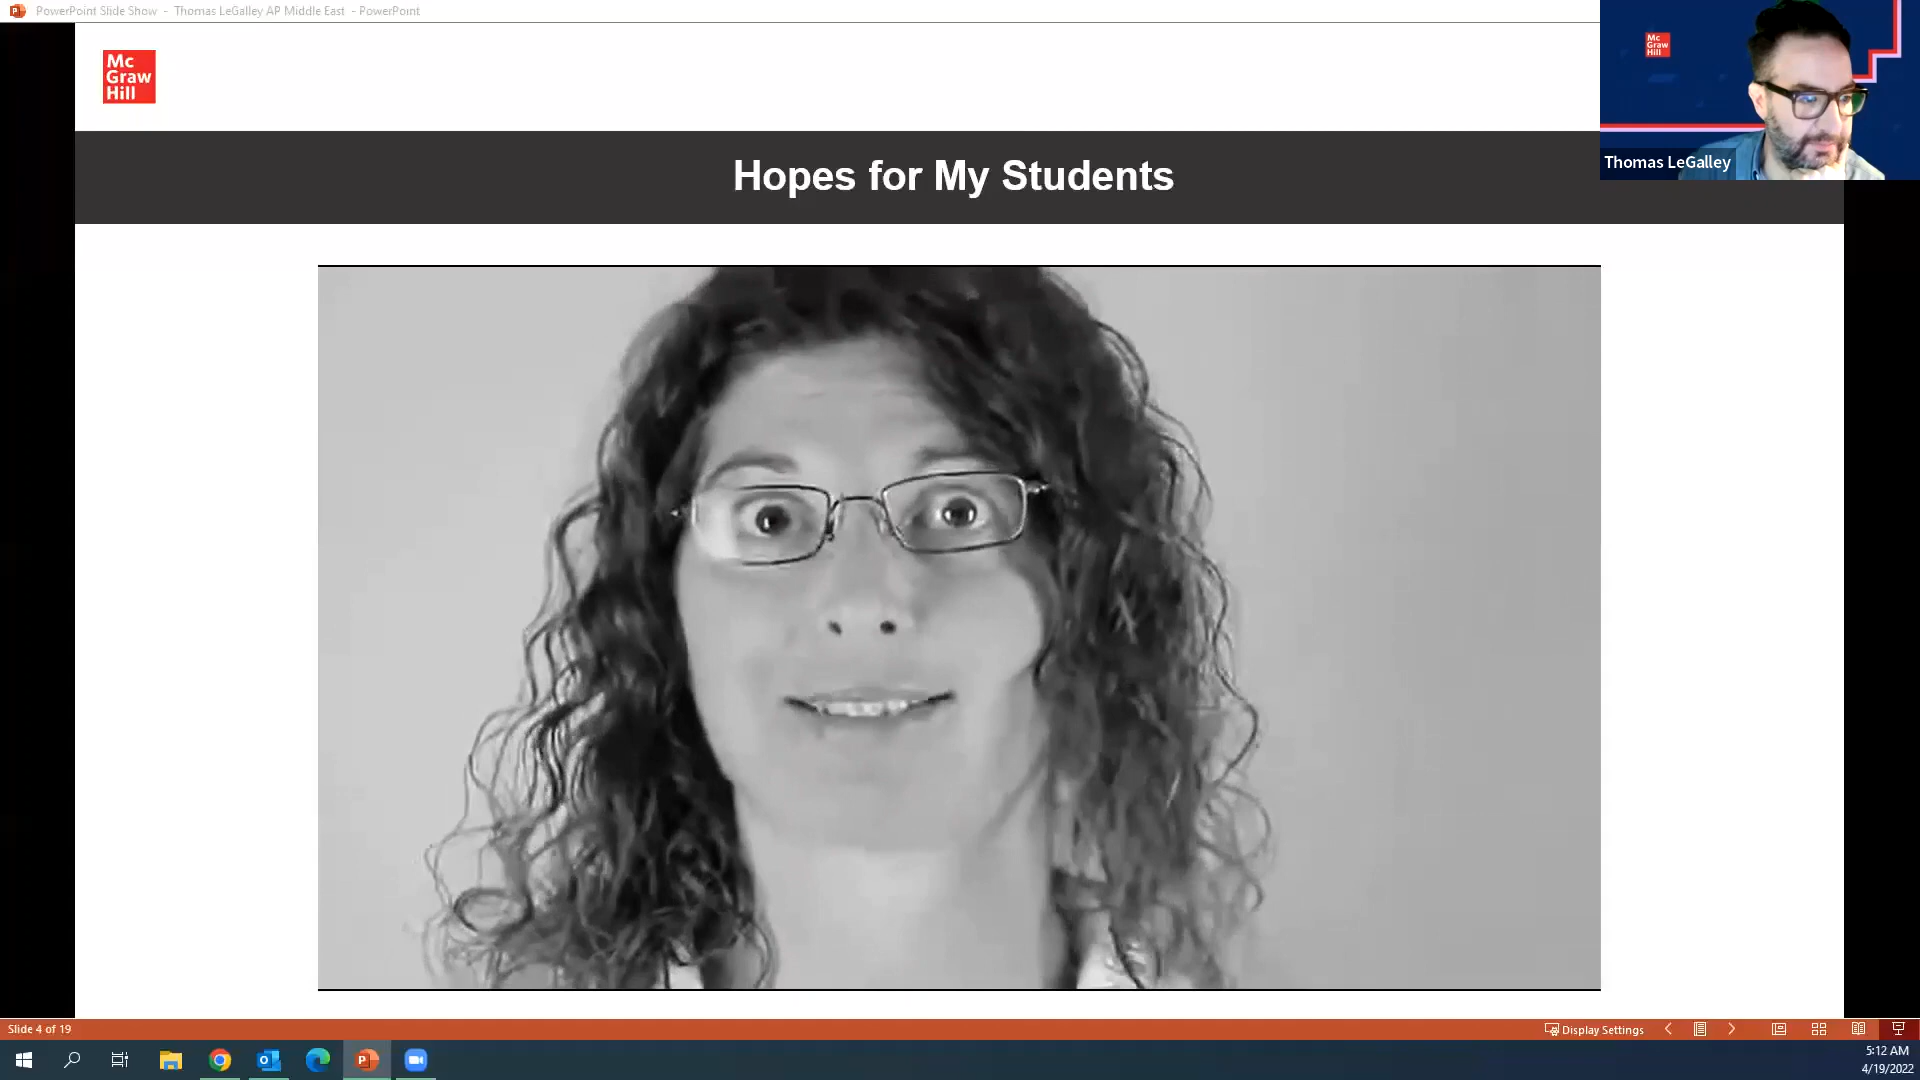 PowerPoint Slide Show - Thomas LeGalley AP Middle East - PowerPoint
Mc
Graw
Hill
Mc
Graw
Hill
Thomas LeGalley
Hopes for My Students
Slide 4 of 19
Display Settings
5:12 AM
4/19/2022